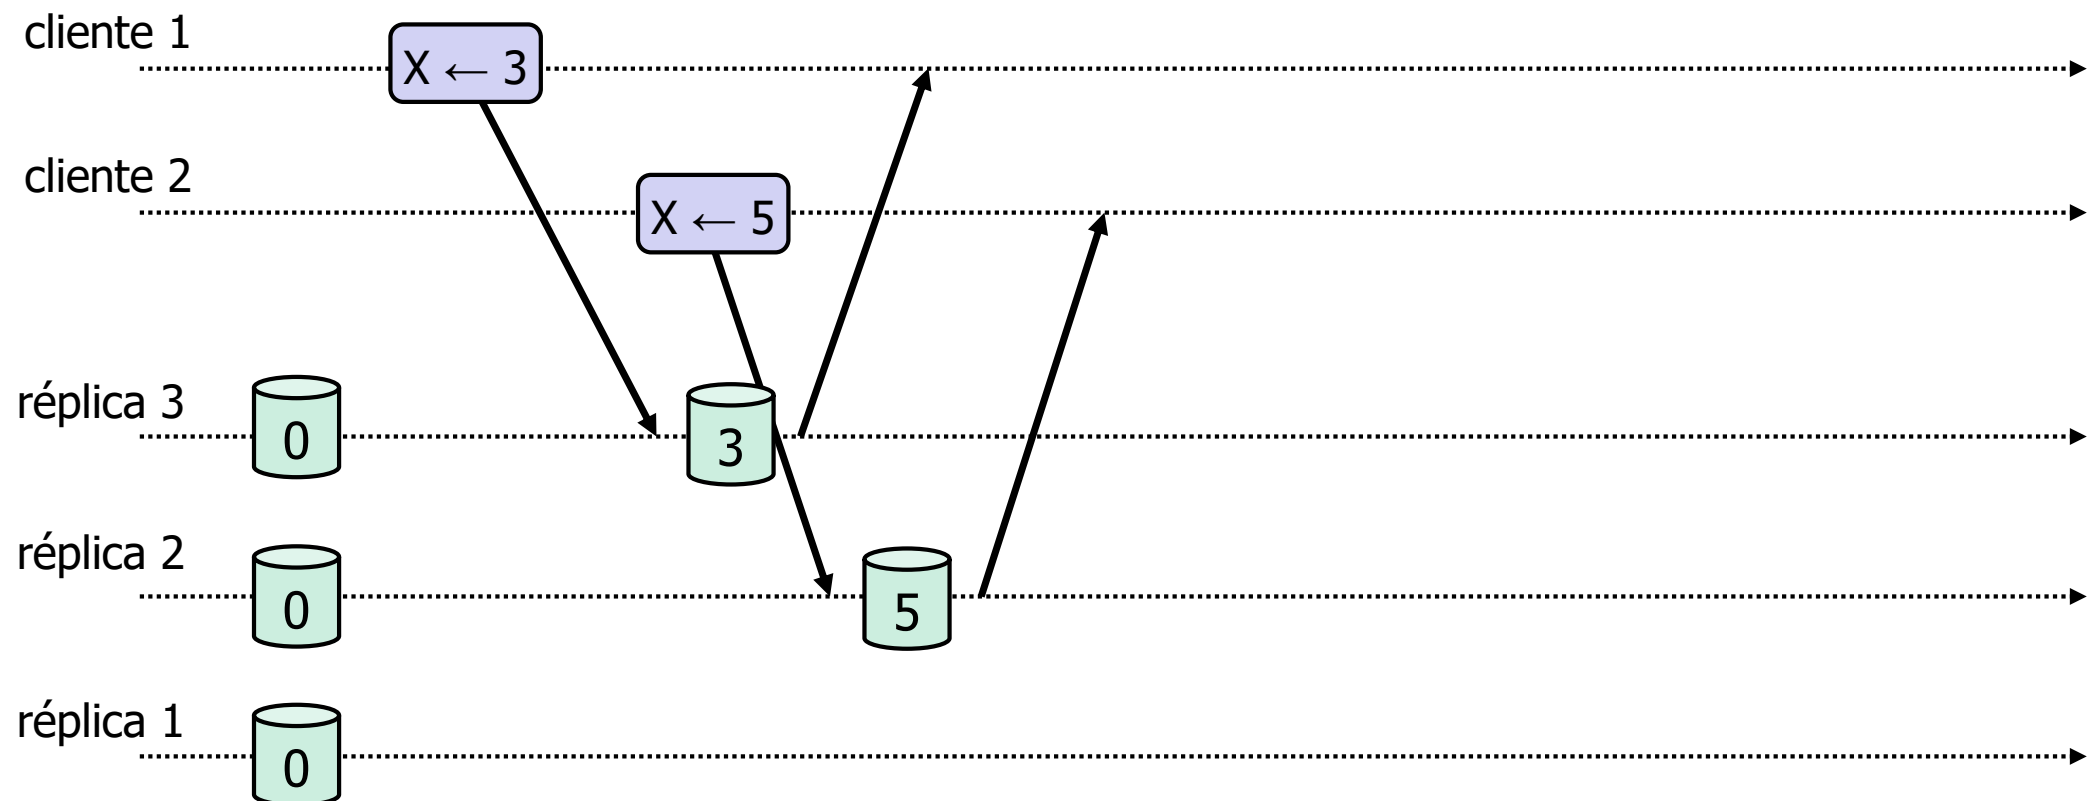 cliente 1
X ← 3
cliente 2
X ← 5
réplica 3
0
3
réplica 2
0
5
réplica 1
0